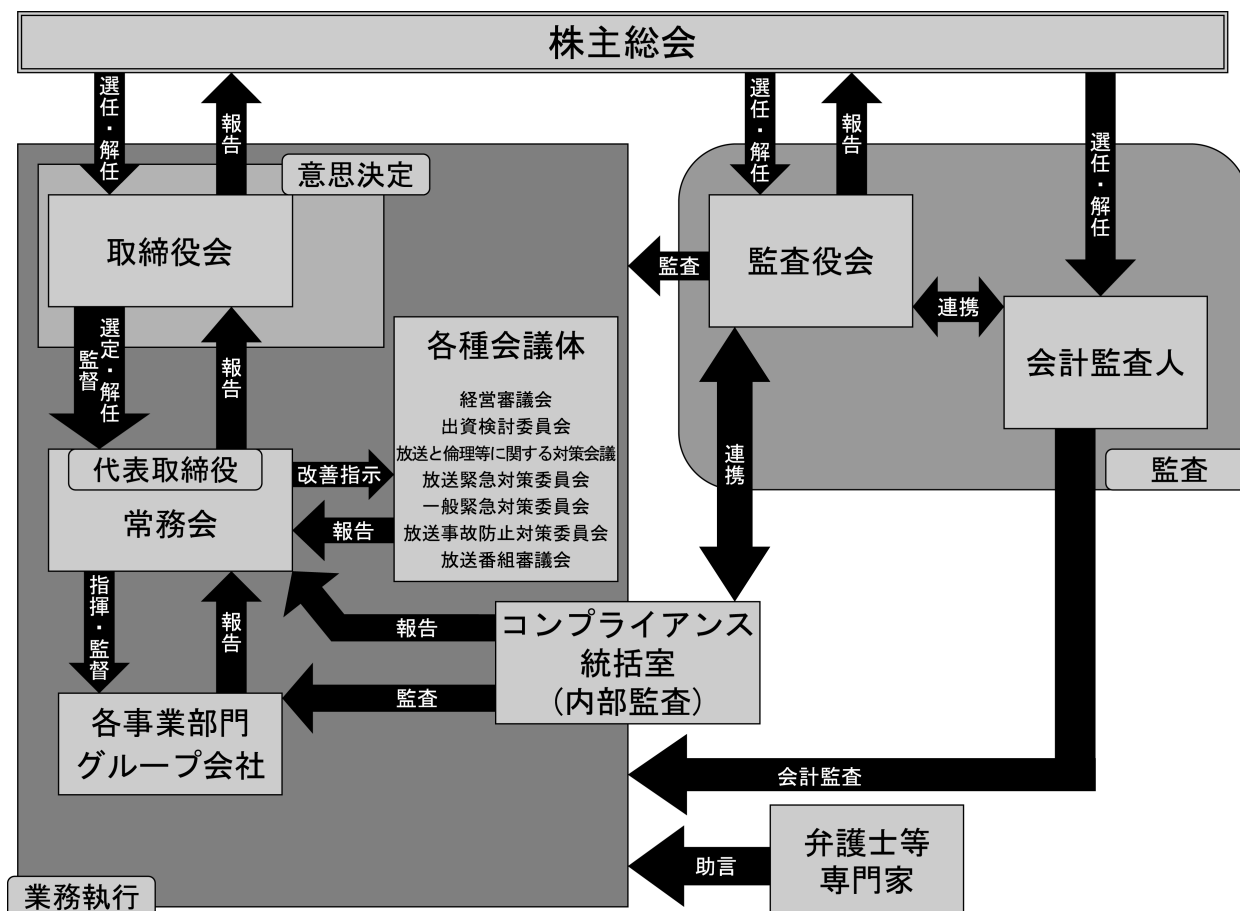 株主総会
選任・解任
報告
選任・解任
報告
選任・解任
意思決定
取締役会
監査役会
監査
連携
会計監査人
選定・解任
監督
報告
各種会議体
経営審議会
出資検討委員会
放送と倫理等に関する対策会議
放送緊急対策委員会
一般緊急対策委員会
放送事故防止対策委員会
放送番組審議会
連携
監査
代表取締役
常務会
改善指示
報告
指揮・監督
報告
報告
コンプライアンス
統括室
（内部監査）
監査
各事業部門
グループ会社
会計監査
弁護士等
専門家
助言
業務執行